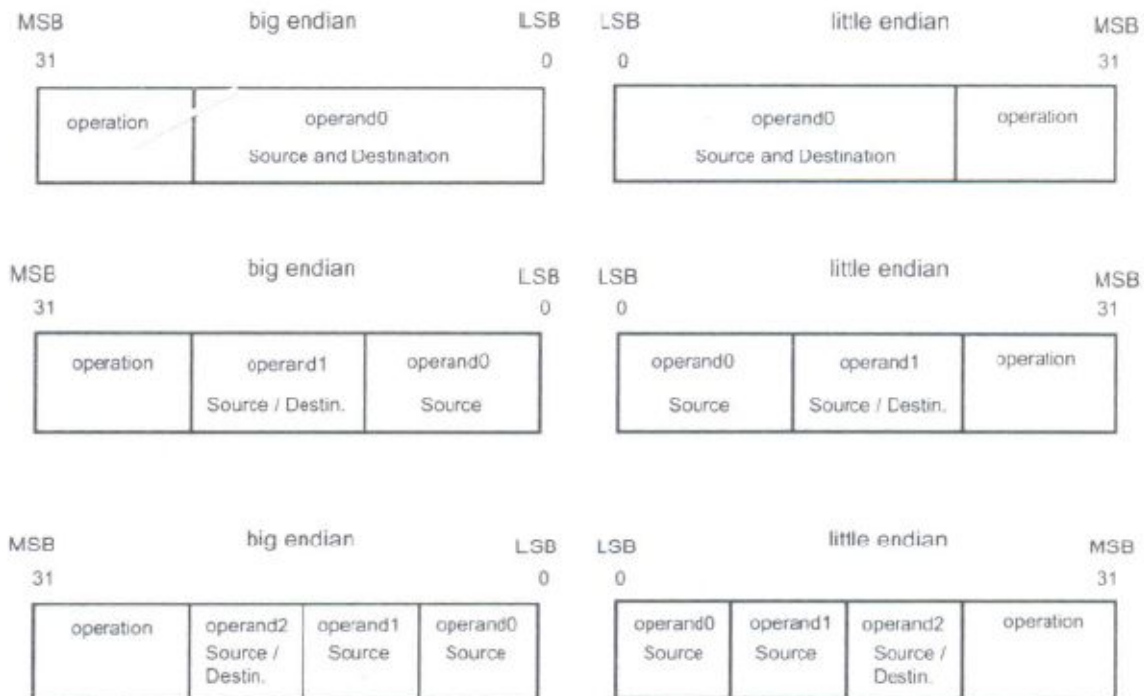 MSB big endian LSB LSB little endian MSB
31 0 0 31
operation operand0 operand0 operation
Source and Destination Source and Destination
MSB big endian LSB LSB little endian MSB
31 0 0 31
operation operand1 operand0 operand0 operand1 operation
Source / Destin. Source Source Source / Destin.
MSB big endian LSB LSB little endian MSB
31 0 0 31
operation operand2 operand1 operand0 operand0 operand1 operand2 operation
Source / Source Source Source Source Source /
Destin. Destin.